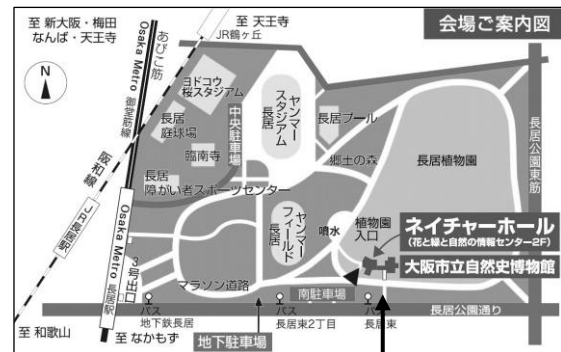 会場ご案内図
至 新大阪・梅田
なんば・天王寺
至 天王寺
JR鶴ヶ丘
あびこ筋
Osaka Metro 御堂筋線
N
阪和線
JR長居駅
Osaka Metro 長居駅
3号出口
至 和歌山
至 なかもず
ヨドコウ
桜スタジアム
長居
庭球場
臨南寺
長居
障がい者スポーツセンター
中央駐車場
ヤンマー
スタジアム
長居
長居プール
郷土の森
長居植物園
長居公園東筋
ヤンマー
フィールド
長居
噴水
植物園
入口
ネイチャーホール
(花と緑と自然の情報センター2F)
大阪市立自然史博物館
マラソン道路
南駐車場
バス
地下鉄長居
地下駐車場
バス
長居東2丁目
バス
長居東
長居公園通り